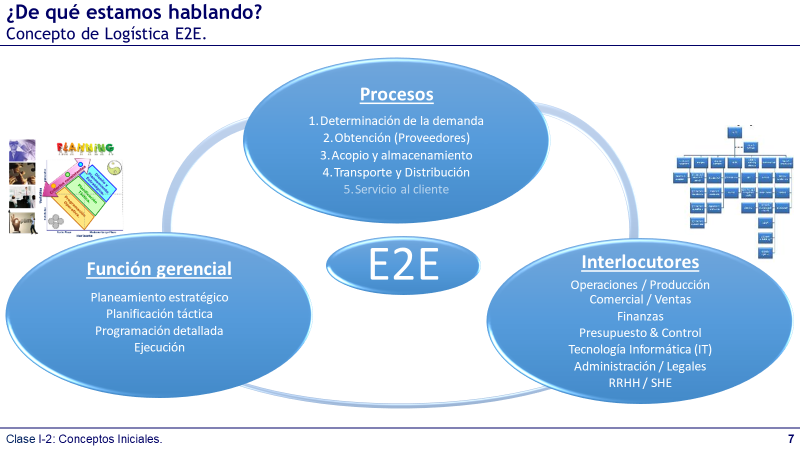 ¿De qué estamos hablando?
Concepto de Logística E2E.
Procesos
1.Determinación de la demanda
2.Obtención (Proveedores)
3.Acopio y almacenamiento
4.Transporte y Distribución
5.Servicio al cliente
PLANNING
Función gerencial
Planeamiento estratégico
Planificación táctica
Programación detallada
Ejecución
E2E
Interlocutores
Operaciones / Producción
Comercial / Ventas
Finanzas
Presupuesto & Control
Tecnología Informática (IT)
Administración / Legales
RRHH / SHE
Clase I-2: Conceptos Iniciales.
7